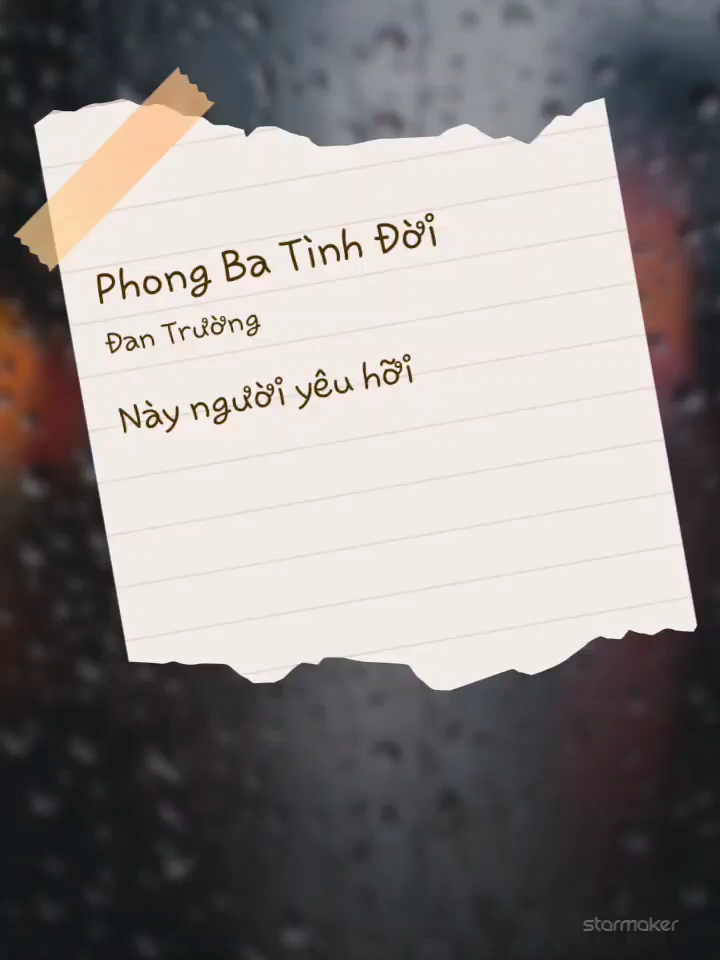 Phong Ba Tình Đời
Đan Trường
Này người yêu hỡi
starmaker